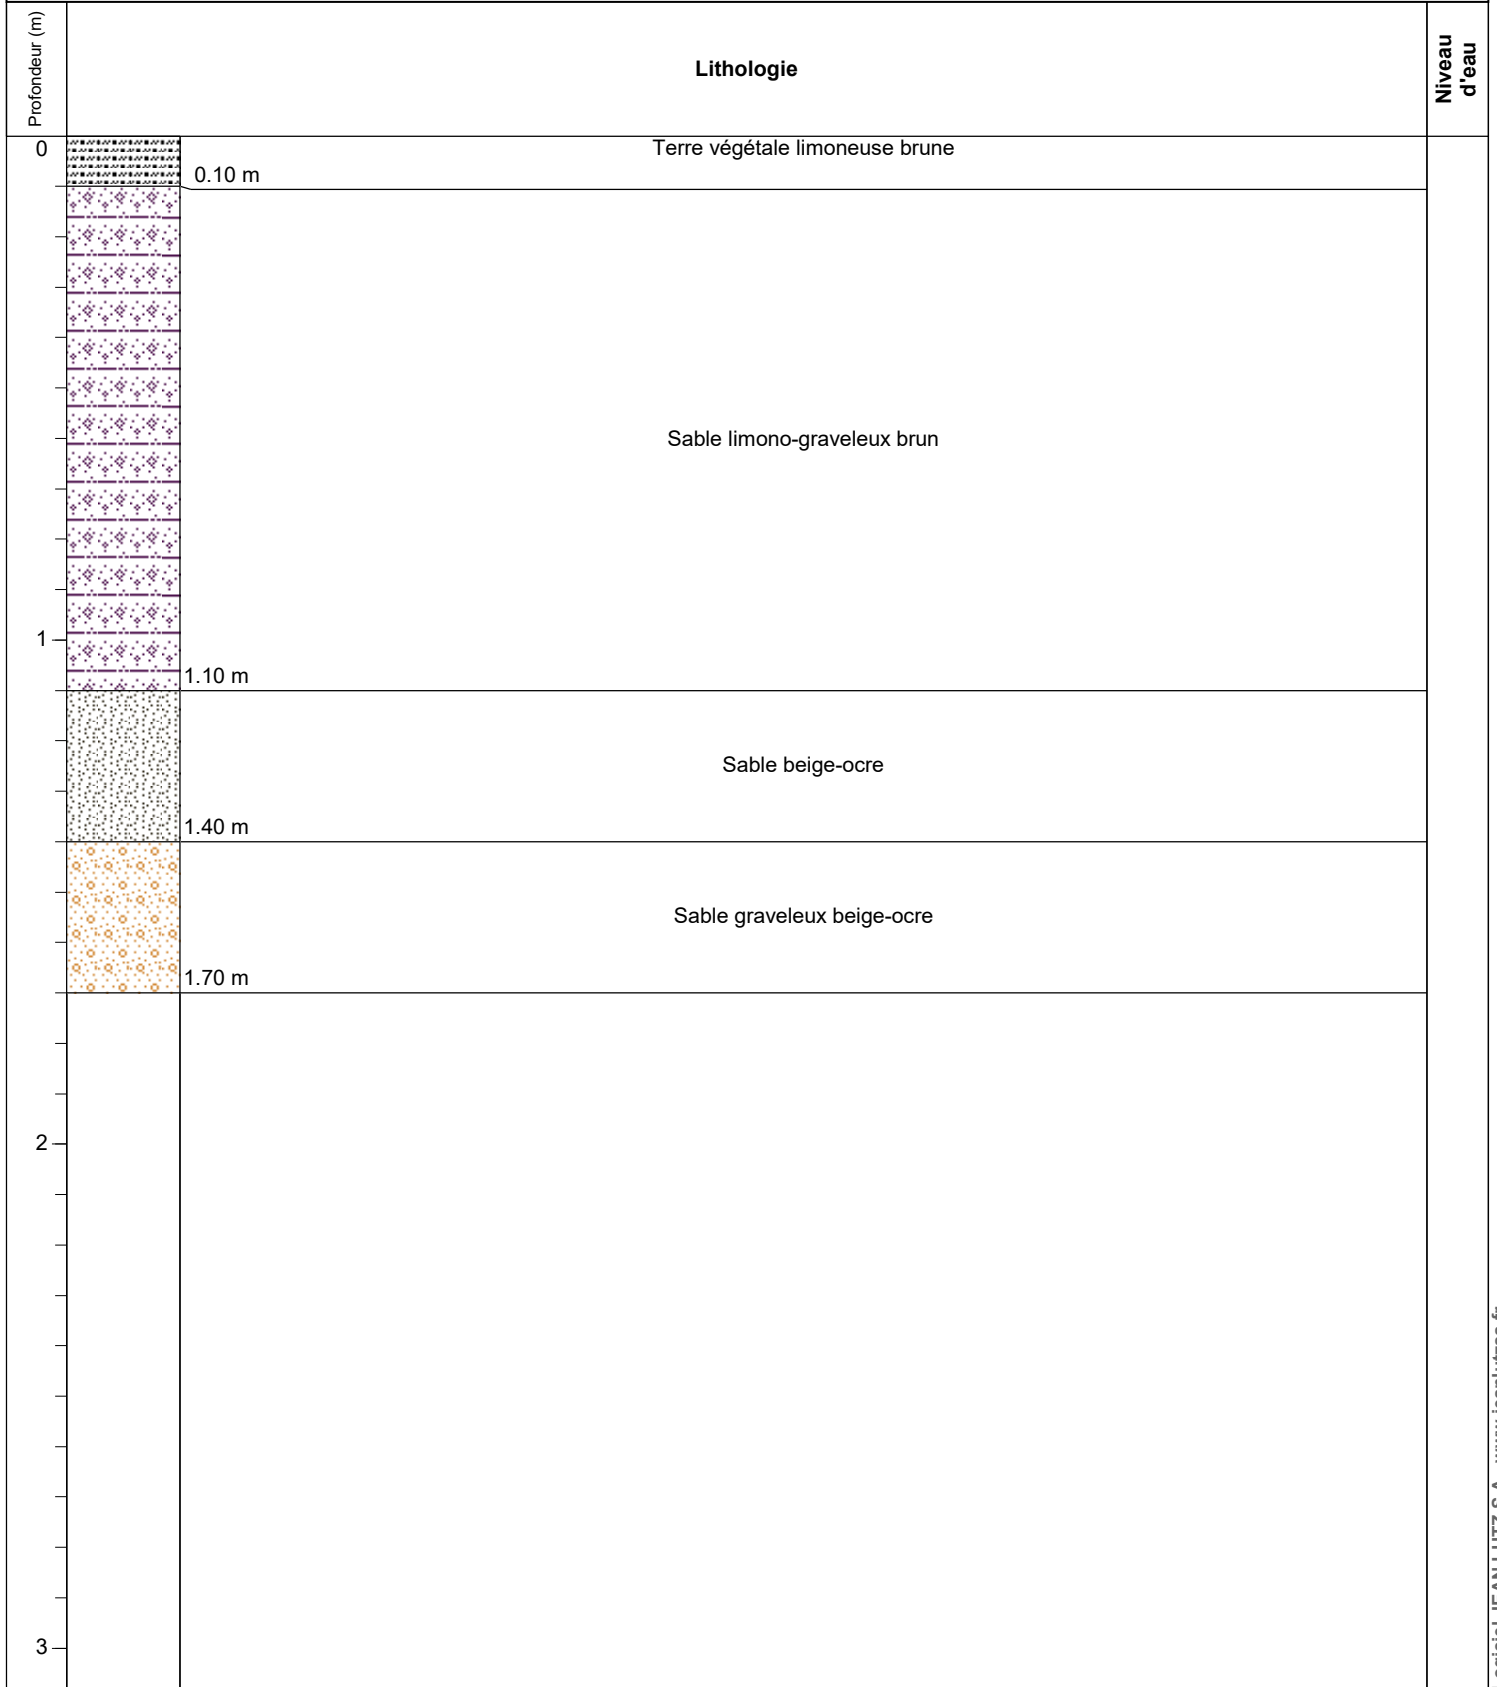 Profondeur (m)
Lithologie
Niveau
d'eau
0
Terre végétale limoneuse brune
0.10 m
Sable limono-graveleux brun
1
1.10 m
Sable beige-ocre
1.40 m
Sable graveleux beige-ocre
1.70 m
2
3